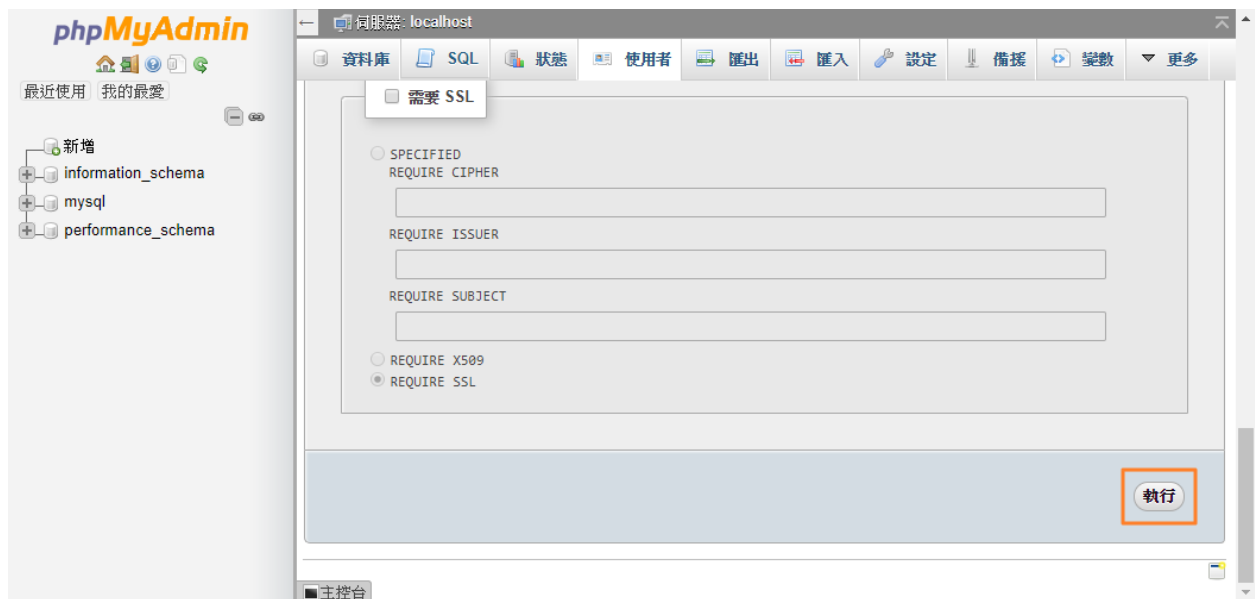 phpMyAdmin
最近使用 我的最愛
新增
information_schema
mysql
performance_schema
伺服器: localhost
資料庫 SQL 狀態 使用者 匯出 匯入 設定 備援 變數 更多
需要 SSL
SPECIFIED
REQUIRE CIPHER
REQUIRE ISSUER
REQUIRE SUBJECT
REQUIRE X509
REQUIRE SSL
執行
主控台